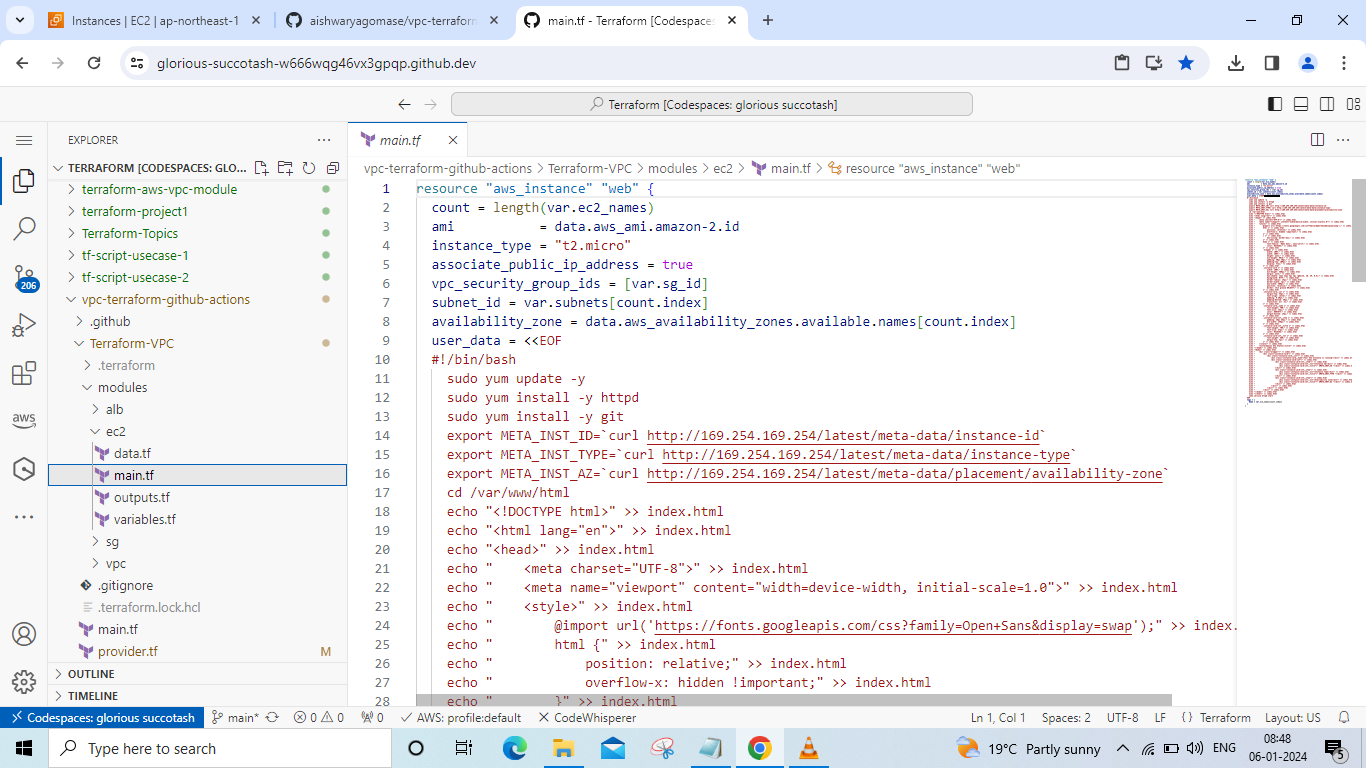 Instances | EC2 | ap-northeast-1
aishwaryagomase/vpc-terraform
main.tf - Terraform [Codespaces:
glorious-succotash-w666wqg46vx3gpqp.github.dev
Terraform [Codespaces: glorious succotash]
EXPLORER
TERRAFORM [CODESPACES: GLO...
terraform-aws-vpc-module
terraform-project1
Terraform-Topics
tf-script-usecase-1
tf-script-usecase-2
vpc-terraform-github-actions
.github
Terraform-VPC
.terraform
modules
alb
ec2
data.tf
main.tf
outputs.tf
variables.tf
sg
vpc
.gitignore
.terraform.lock.hcl
main.tf
provider.tf M
OUTLINE
TIMELINE
206
aws
main.tf
vpc-terraform-github-actions > Terraform-VPC > modules > ec2 > main.tf > resource "aws_instance" "web"
1 resource "aws_instance" "web" {
2 count = length(var.ec2_names)
3 ami = data.aws_ami.amazon-2.id
4 instance_type = "t2.micro"
5 associate_public_ip_address = true
6 vpc_security_group_ids = [var.sg_id]
7 subnet_id = var.subnets[count.index]
8 availability_zone = data.aws_availability_zones.available.names[count.index]
9 user_data = <<EOF
10 #!/bin/bash
11 sudo yum update -y
12 sudo yum install -y httpd
13 sudo yum install -y git
14 export META_INST_ID=`curl http://169.254.169.254/latest/meta-data/instance-id`
15 export META_INST_TYPE=`curl http://169.254.169.254/latest/meta-data/instance-type`
16 export META_INST_AZ=`curl http://169.254.169.254/latest/meta-data/placement/availability-zone`
17 cd /var/www/html
18 echo "<!DOCTYPE html>" >> index.html
19 echo "<html lang="en">" >> index.html
20 echo "<head>" >> index.html
21 echo " <meta charset="UTF-8">" >> index.html
22 echo " <meta name="viewport" content="width=device-width, initial-scale=1.0">" >> index.html
23 echo " <style>" >> index.html
24 echo " @import url('https://fonts.googleapis.com/css?family=Open+Sans&display=swap');" >> index.
25 echo " html {" >> index.html
26 echo " position: relative;" >> index.html
27 echo " overflow-x: hidden !important;" >> index.html
28 echo " }" >> index.html
Codespaces: glorious succotash main* 0 0 0 AWS: profile:default CodeWhisperer Ln 1, Col 1 Spaces: 2 UTF-8 LF {} Terraform Layout: US
Type here to search
19°C Partly sunny
ENG
08:48
06-01-2024
5